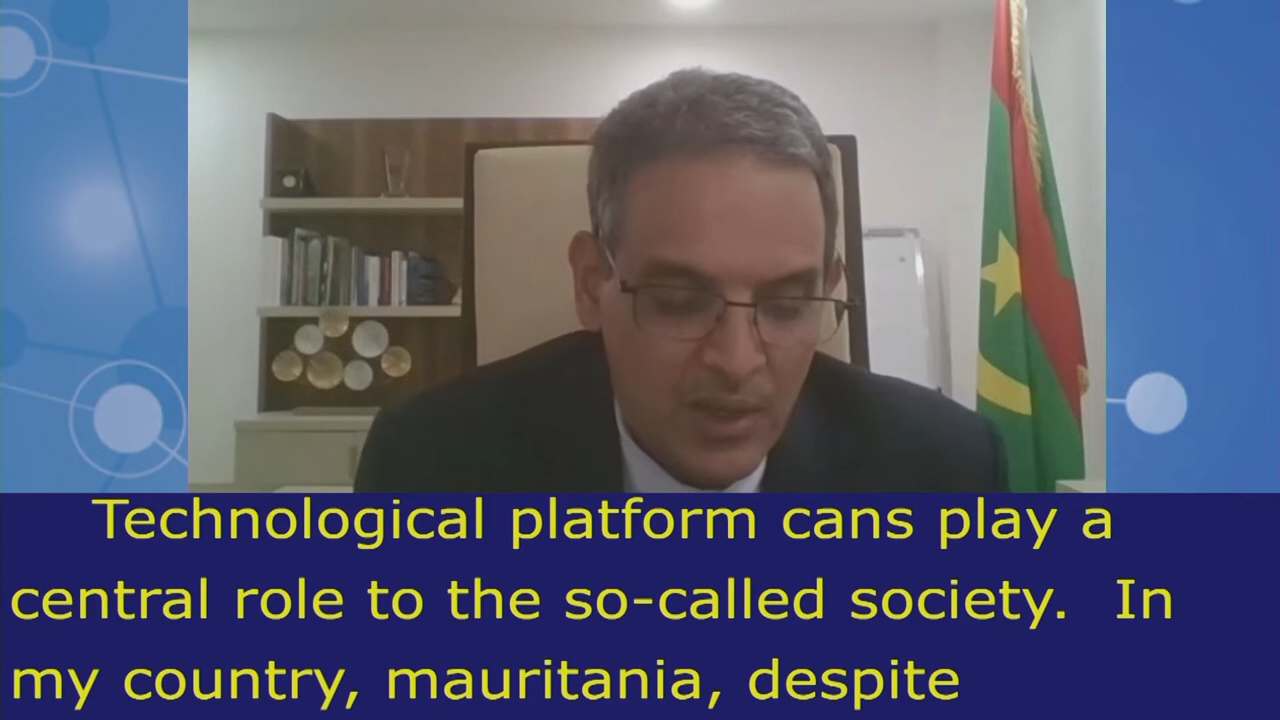 Technological platform cans play a
central role to the so-called society.  In
my country, mauritania, despite